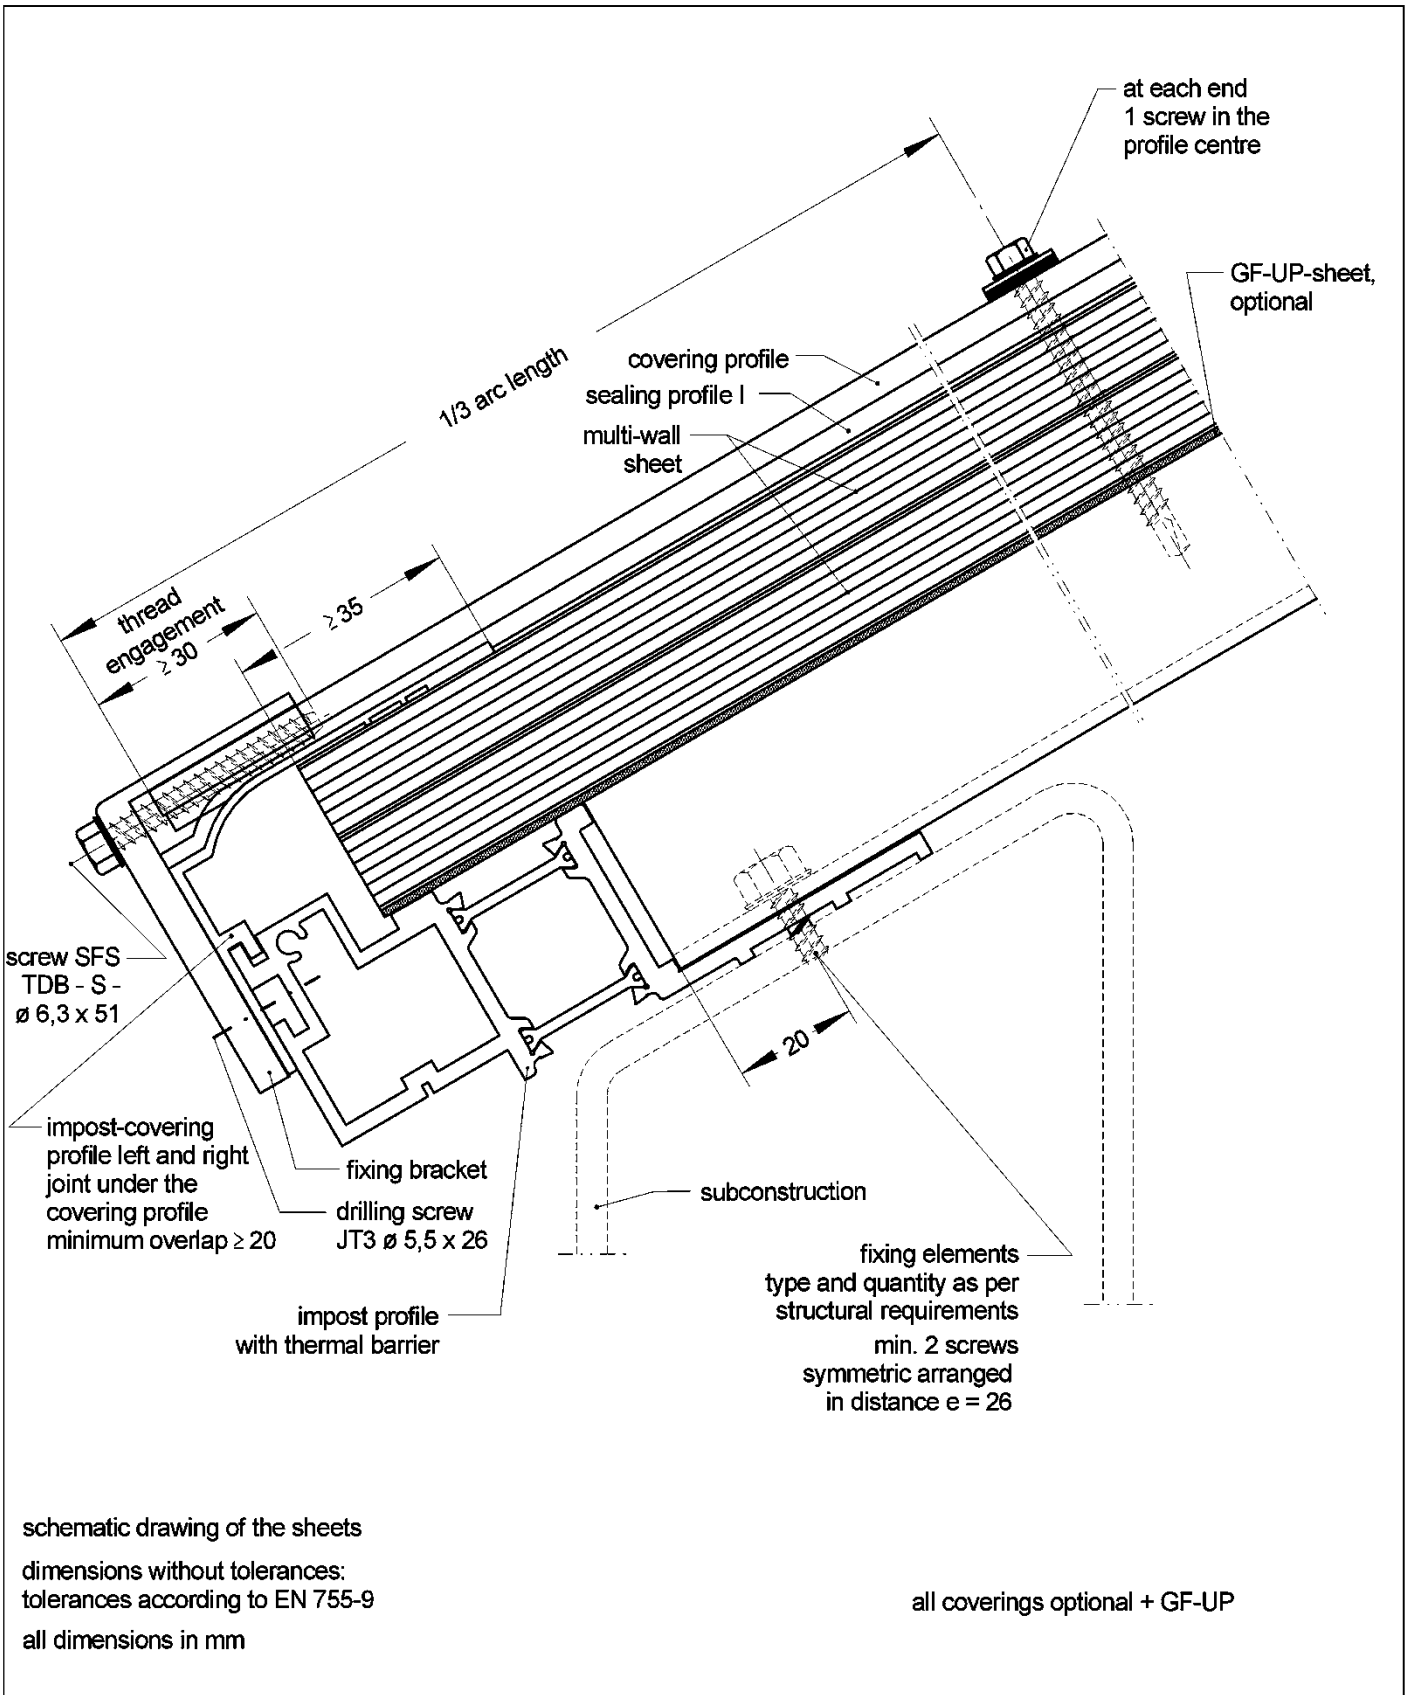 at each end
1 screw in the
profile centre
GF-UP-sheet,
optional
1/3 arc length
covering profile
sealing profile I
multi-wall
sheet
thread
engagement
≥ 30
≥ 35
screw SFS
TDB - S -
ø 6,3 x 51
20
impost-covering
profile left and right
joint under the
covering profile
minimum overlap ≥ 20
fixing bracket
drilling screw
JT3 ø 5,5 x 26
subconstruction
impost profile
with thermal barrier
fixing elements
type and quantity as per
structural requirements
min. 2 screws
symmetric arranged
in distance e = 26
schematic drawing of the sheets
dimensions without tolerances:
tolerances according to EN 755-9
all dimensions in mm
all coverings optional + GF-UP